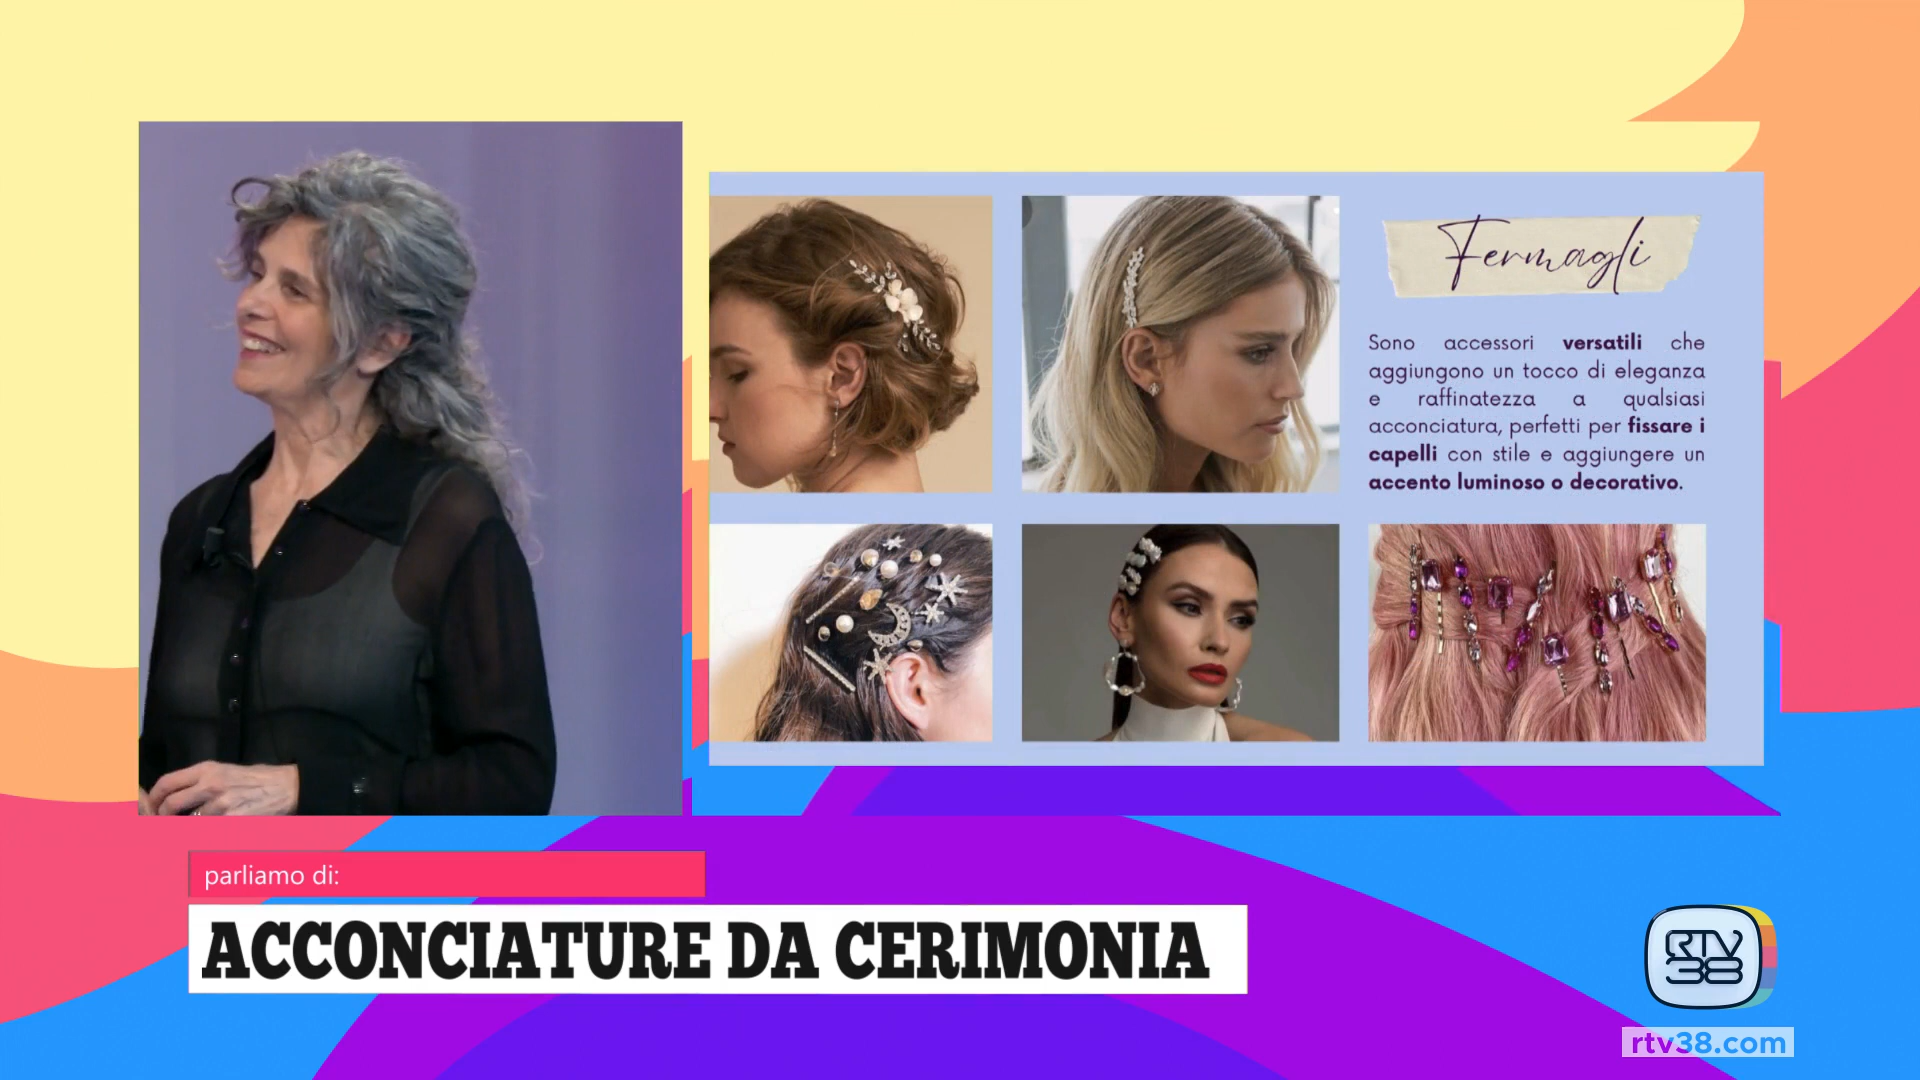 Fermagli
Sono accessori versatili che
aggiungono un tocco di eleganza
e raffinatezza a qualsiasi
acconciatura, perfetti per fissare i
capelli con stile e aggiungere un
accento luminoso o decorativo.
parliamo di:
ACCONCIATURE DA CERIMONIA
RTV
38
rtv38.com